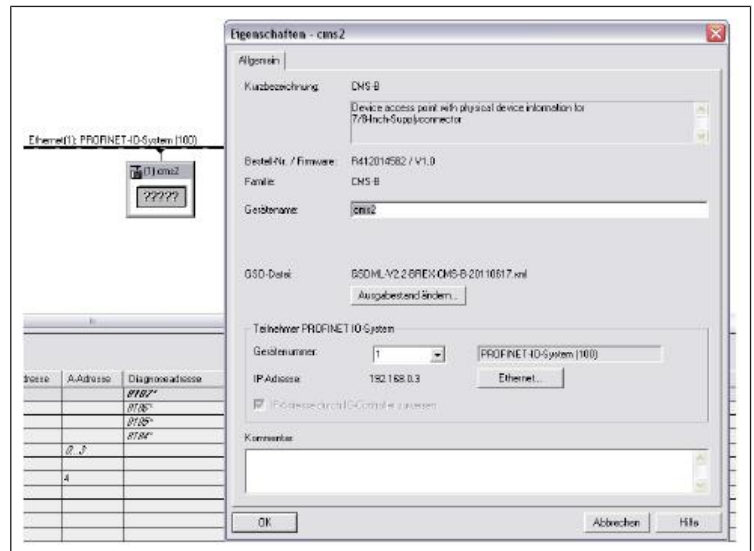 Eigenschaften - cms2
Allgemein
Kurzbezeichnung: CMS-B
Device access point with physical device information for
7/8-Inch-Supplyconnector
Ethernet(1): PROFINET-IO-System (100)
(1) cms2
?????
Bestell-Nr. / Firmware: R412014582 / V1.0
Familie: CMS-B
Gerätename: cms2
GSD-Datei: GSDML-V2.2-BREX-CMS-B-20110617.xml
Ausgabestand ändern...
Teilnehmer PROFINET IO-System
Gerätenummer: 1 PROFINET-IO-System (100)
IP-Adresse: 192.168.0.3 Ethernet...
IP-Adresse durch IO-Controller zuweisen
A-Adresse Diagnoseadresse
8187*
8186*
8185*
8184*
0...3
4
Kommentar:
OK Abbrechen Hilfe